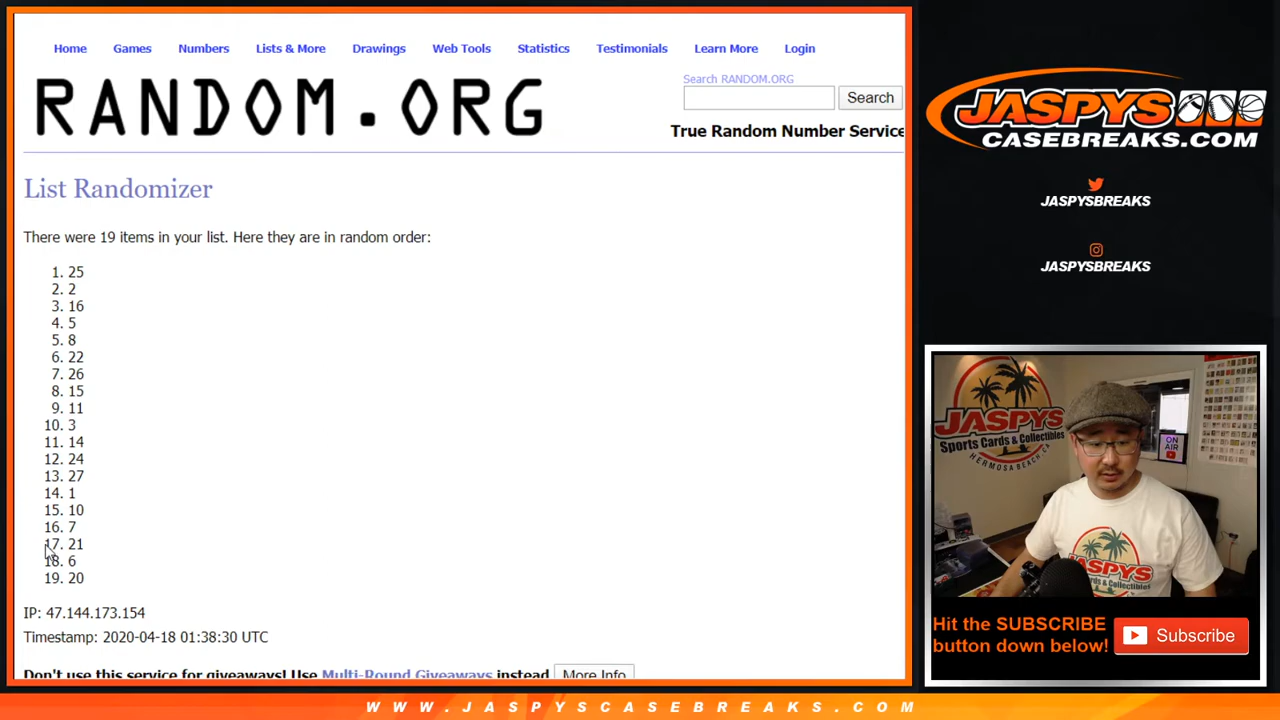 Home Games Numbers Lists & More Drawings Web Tools Statistics Testimonials Learn More Login
RANDOM.ORG
Search RANDOM.ORG
Search
True Random Number Service
List Randomizer
There were 19 items in your list. Here they are in random order:
1. 25
2. 2
3. 16
4. 5
5. 8
6. 22
7. 26
8. 15
9. 11
10. 3
11. 14
12. 24
13. 27
14. 1
15. 10
16. 7
17. 21
18. 6
19. 20
IP: 47.144.173.154
Timestamp: 2020-04-18 01:38:30 UTC
Don't use this service for giveaways! Use Multi-Round Giveaways instead More Info
JASPYS
CASEBREAKS.COM
JASPYSBREAKS
JASPYSBREAKS
JASPYS
Sports Cards & Collectibles
HERMOSA BEACH, CA
ON AIR
JASPYS
Hit the SUBSCRIBE
button down below!
Subscribe
WWW.JASPYSCASEBREAKS.COM